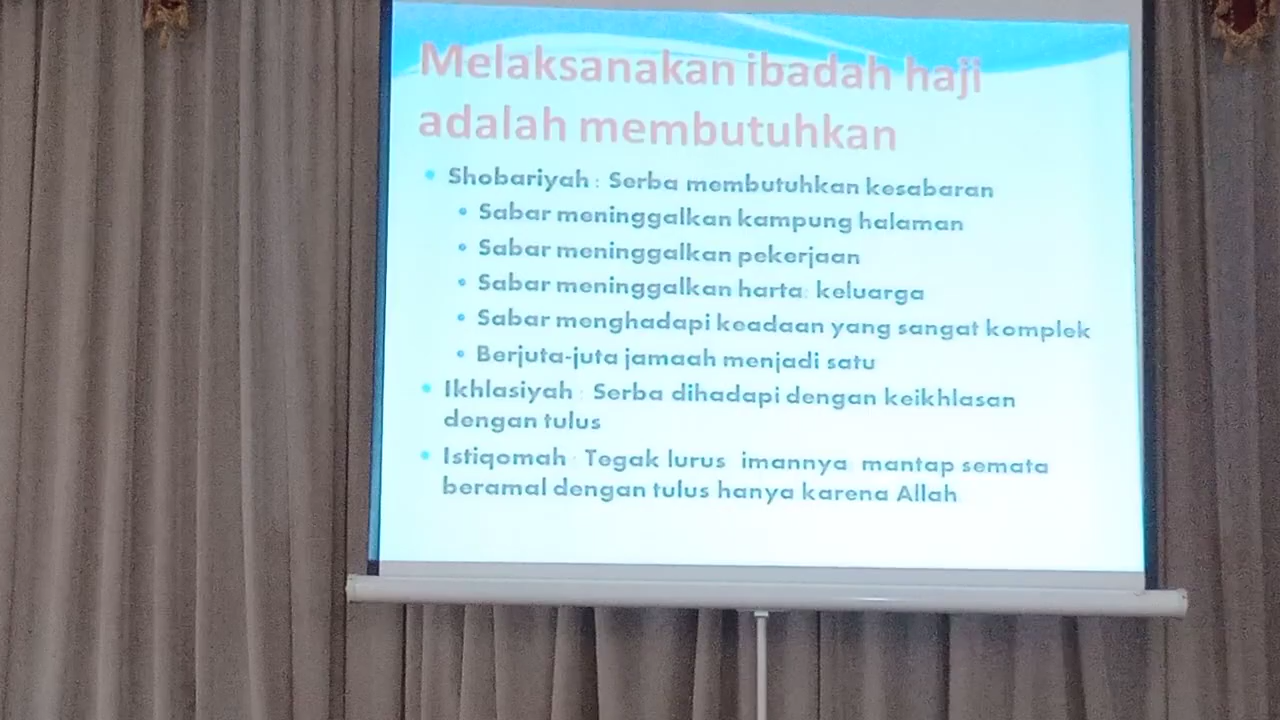 Melaksanakan ibadah haji
adalah membutuhkan
Shobariyah : Serba membutuhkan kesabaran
Sabar meninggalkan kampung halaman
Sabar meninggalkan pekerjaan
Sabar meninggalkan harta, keluarga
Sabar menghadapi keadaan yang sangat komplek
Berjuta-juta jamaah menjadi satu
Ikhlasiyah : Serba dihadapi dengan keikhlasan
dengan tulus
Istiqomah : Tegak lurus imannya mantap semata
beramal dengan tulus hanya karena Allah